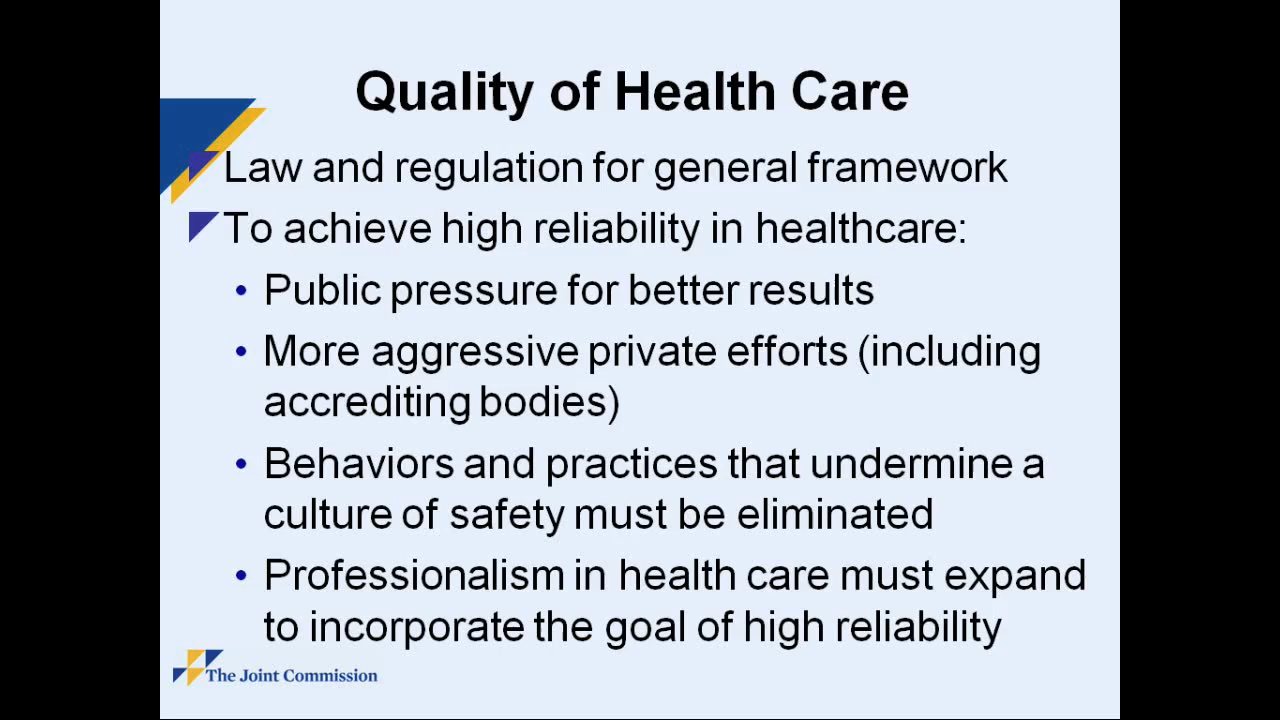 Quality of Health Care
Law and regulation for general framework
To achieve high reliability in healthcare:
• Public pressure for better results
• More aggressive private efforts (including
accrediting bodies)
• Behaviors and practices that undermine a
culture of safety must be eliminated
• Professionalism in health care must expand
to incorporate the goal of high reliability
The Joint Commission